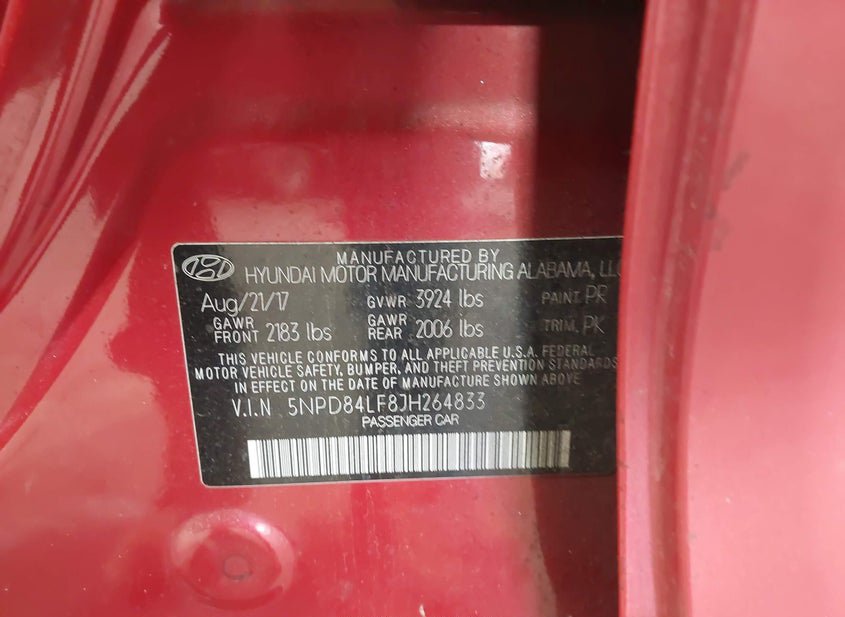 MANUFACTURED BY
HYUNDAI MOTOR MANUFACTURING ALABAMA, LLC
Aug/21/17 GVWR 3924 lbs PAINT PR
GAWR FRONT 2183 lbs GAWR REAR 2006 lbs TRIM PK
THIS VEHICLE CONFORMS TO ALL APPLICABLE U.S.A. FEDERAL
MOTOR VEHICLE SAFETY, BUMPER, AND THEFT PREVENTION STANDARDS
IN EFFECT ON THE DATE OF MANUFACTURE SHOWN ABOVE
V.I.N 5NPD84LF8JH264833
PASSENGER CAR